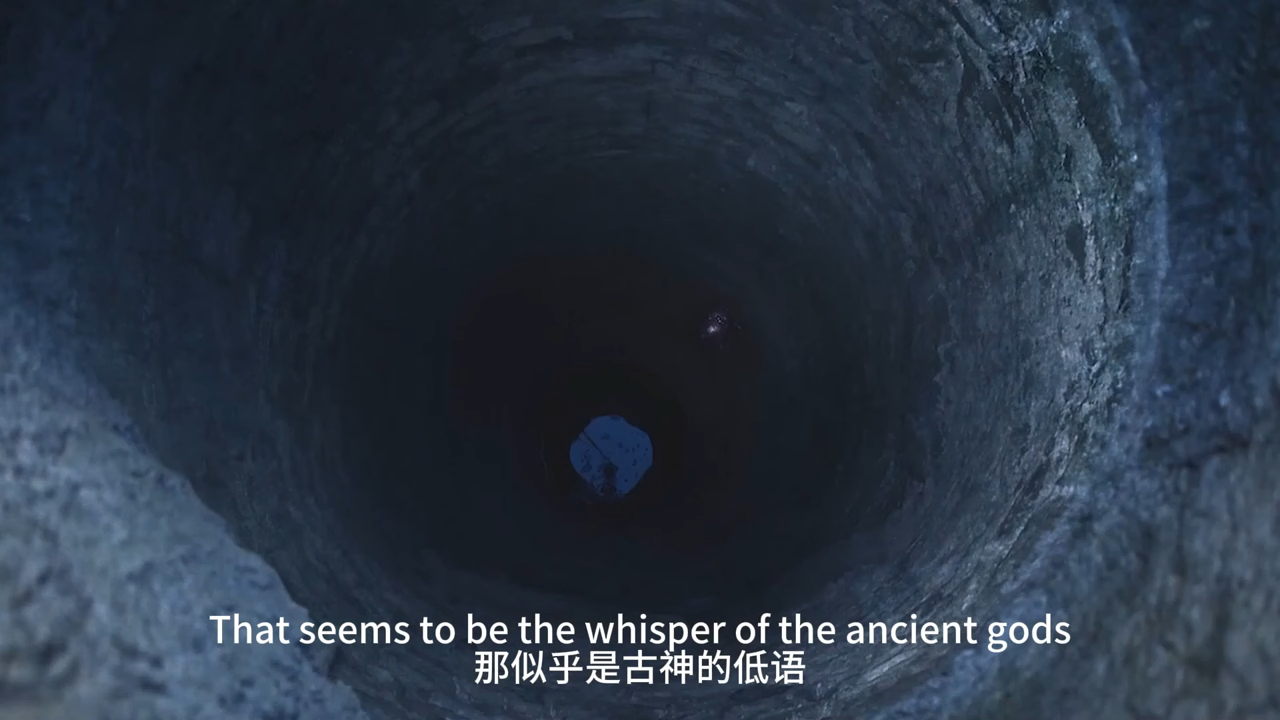 That seems to be the whisper of the ancient gods
那似乎是古神的低语